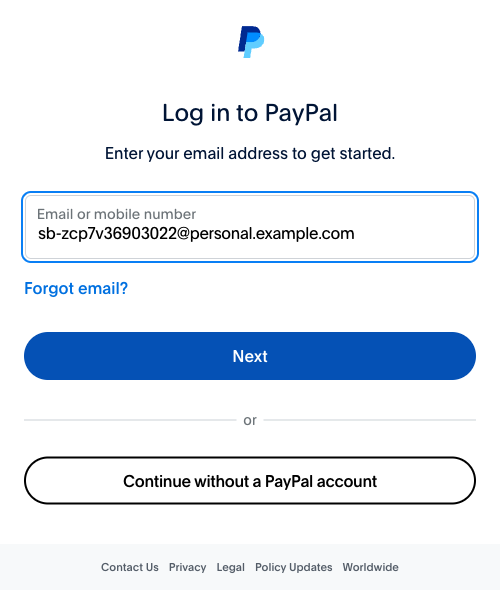 Log in to PayPal
Enter your email address to get started.
Email or mobile number
sb-zcp7v36903022@personal.example.com
Forgot email?
Next
or
Continue without a PayPal account
Contact Us Privacy Legal Policy Updates Worldwide